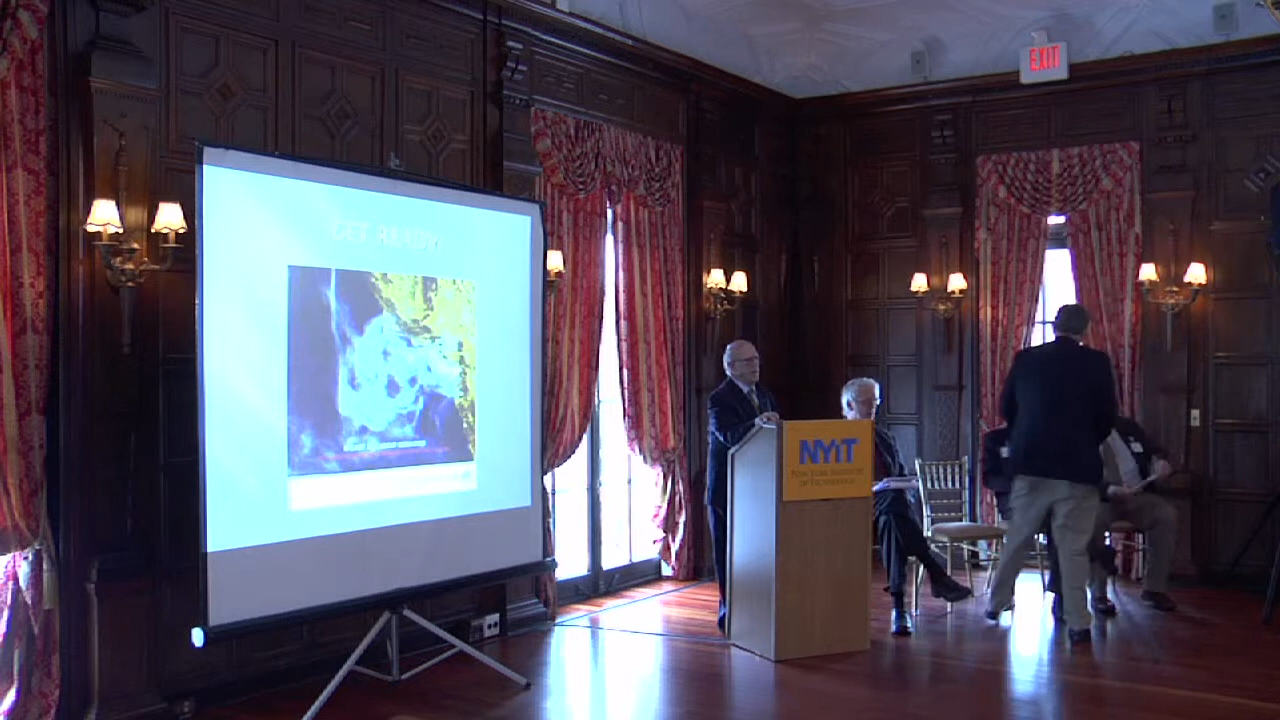 GET READY
EXIT
NYiT
NEW YORK INSTITUTE
OF TECHNOLOGY